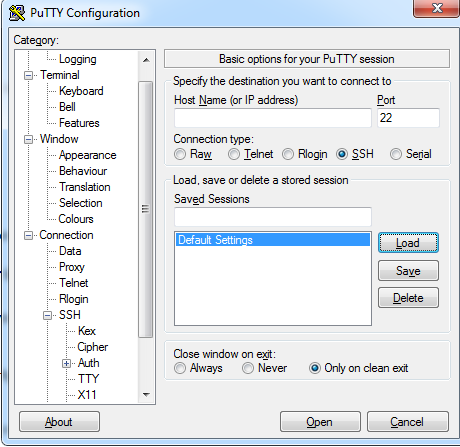 PuTTY Configuration
Category:
Logging
Terminal
Keyboard
Bell
Features
Window
Appearance
Behaviour
Translation
Selection
Colours
Connection
Data
Proxy
Telnet
Rlogin
SSH
Kex
Cipher
Auth
TTY
X11
Basic options for your PuTTY session
Specify the destination you want to connect to
Host Name (or IP address) Port
22
Connection type:
Raw Telnet Rlogin SSH Serial
Load, save or delete a stored session
Saved Sessions
Default Settings
Load
Save
Delete
Close window on exit:
Always Never Only on clean exit
About Open Cancel